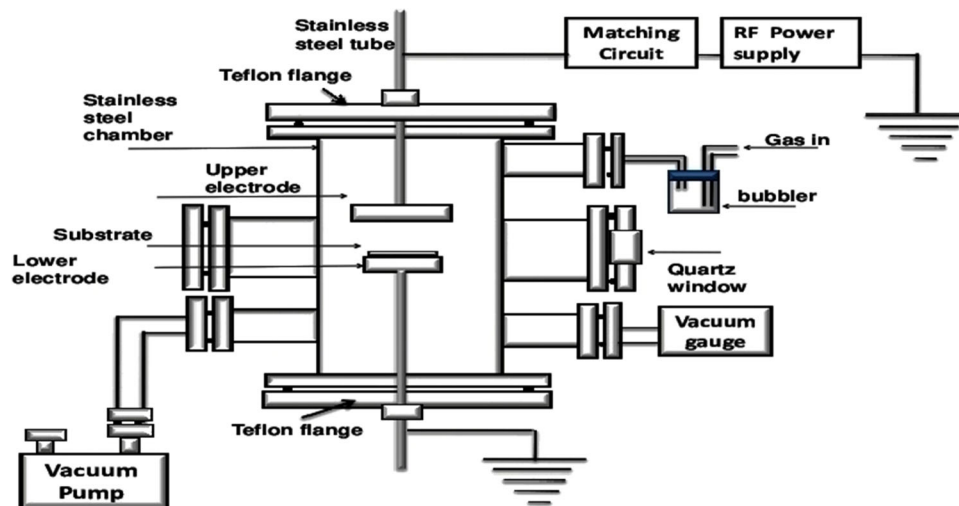 Stainless
steel tube
Matching
Circuit
RF Power
supply
Teflon flange
Stainless
steel
chamber
Gas in
Upper
electrode
bubbler
Substrate
Lower
electrode
Quartz
window
Vacuum
gauge
Teflon flange
Vacuum
Pump